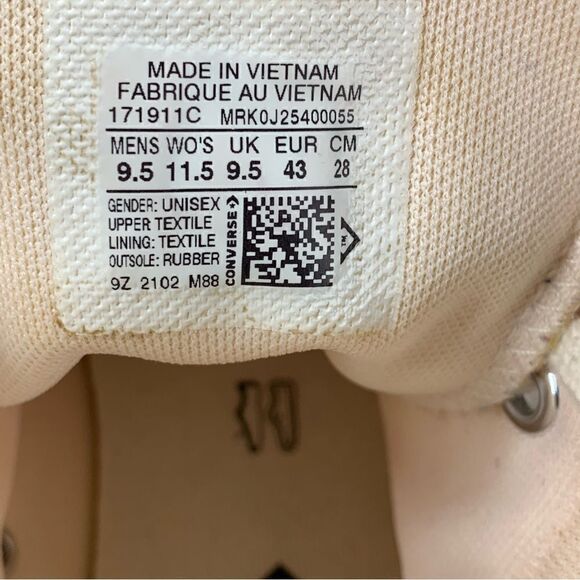 MADE IN VIETNAM
FABRIQUE AU VIETNAM
171911C MRK0J25400055
MENS WO'S UK EUR CM
9.5 11.5 9.5 43 28
GENDER: UNISEX
UPPER TEXTILE
LINING: TEXTILE
OUTSOLE: RUBBER
9Z 2102 M88
CONVERSE
TM